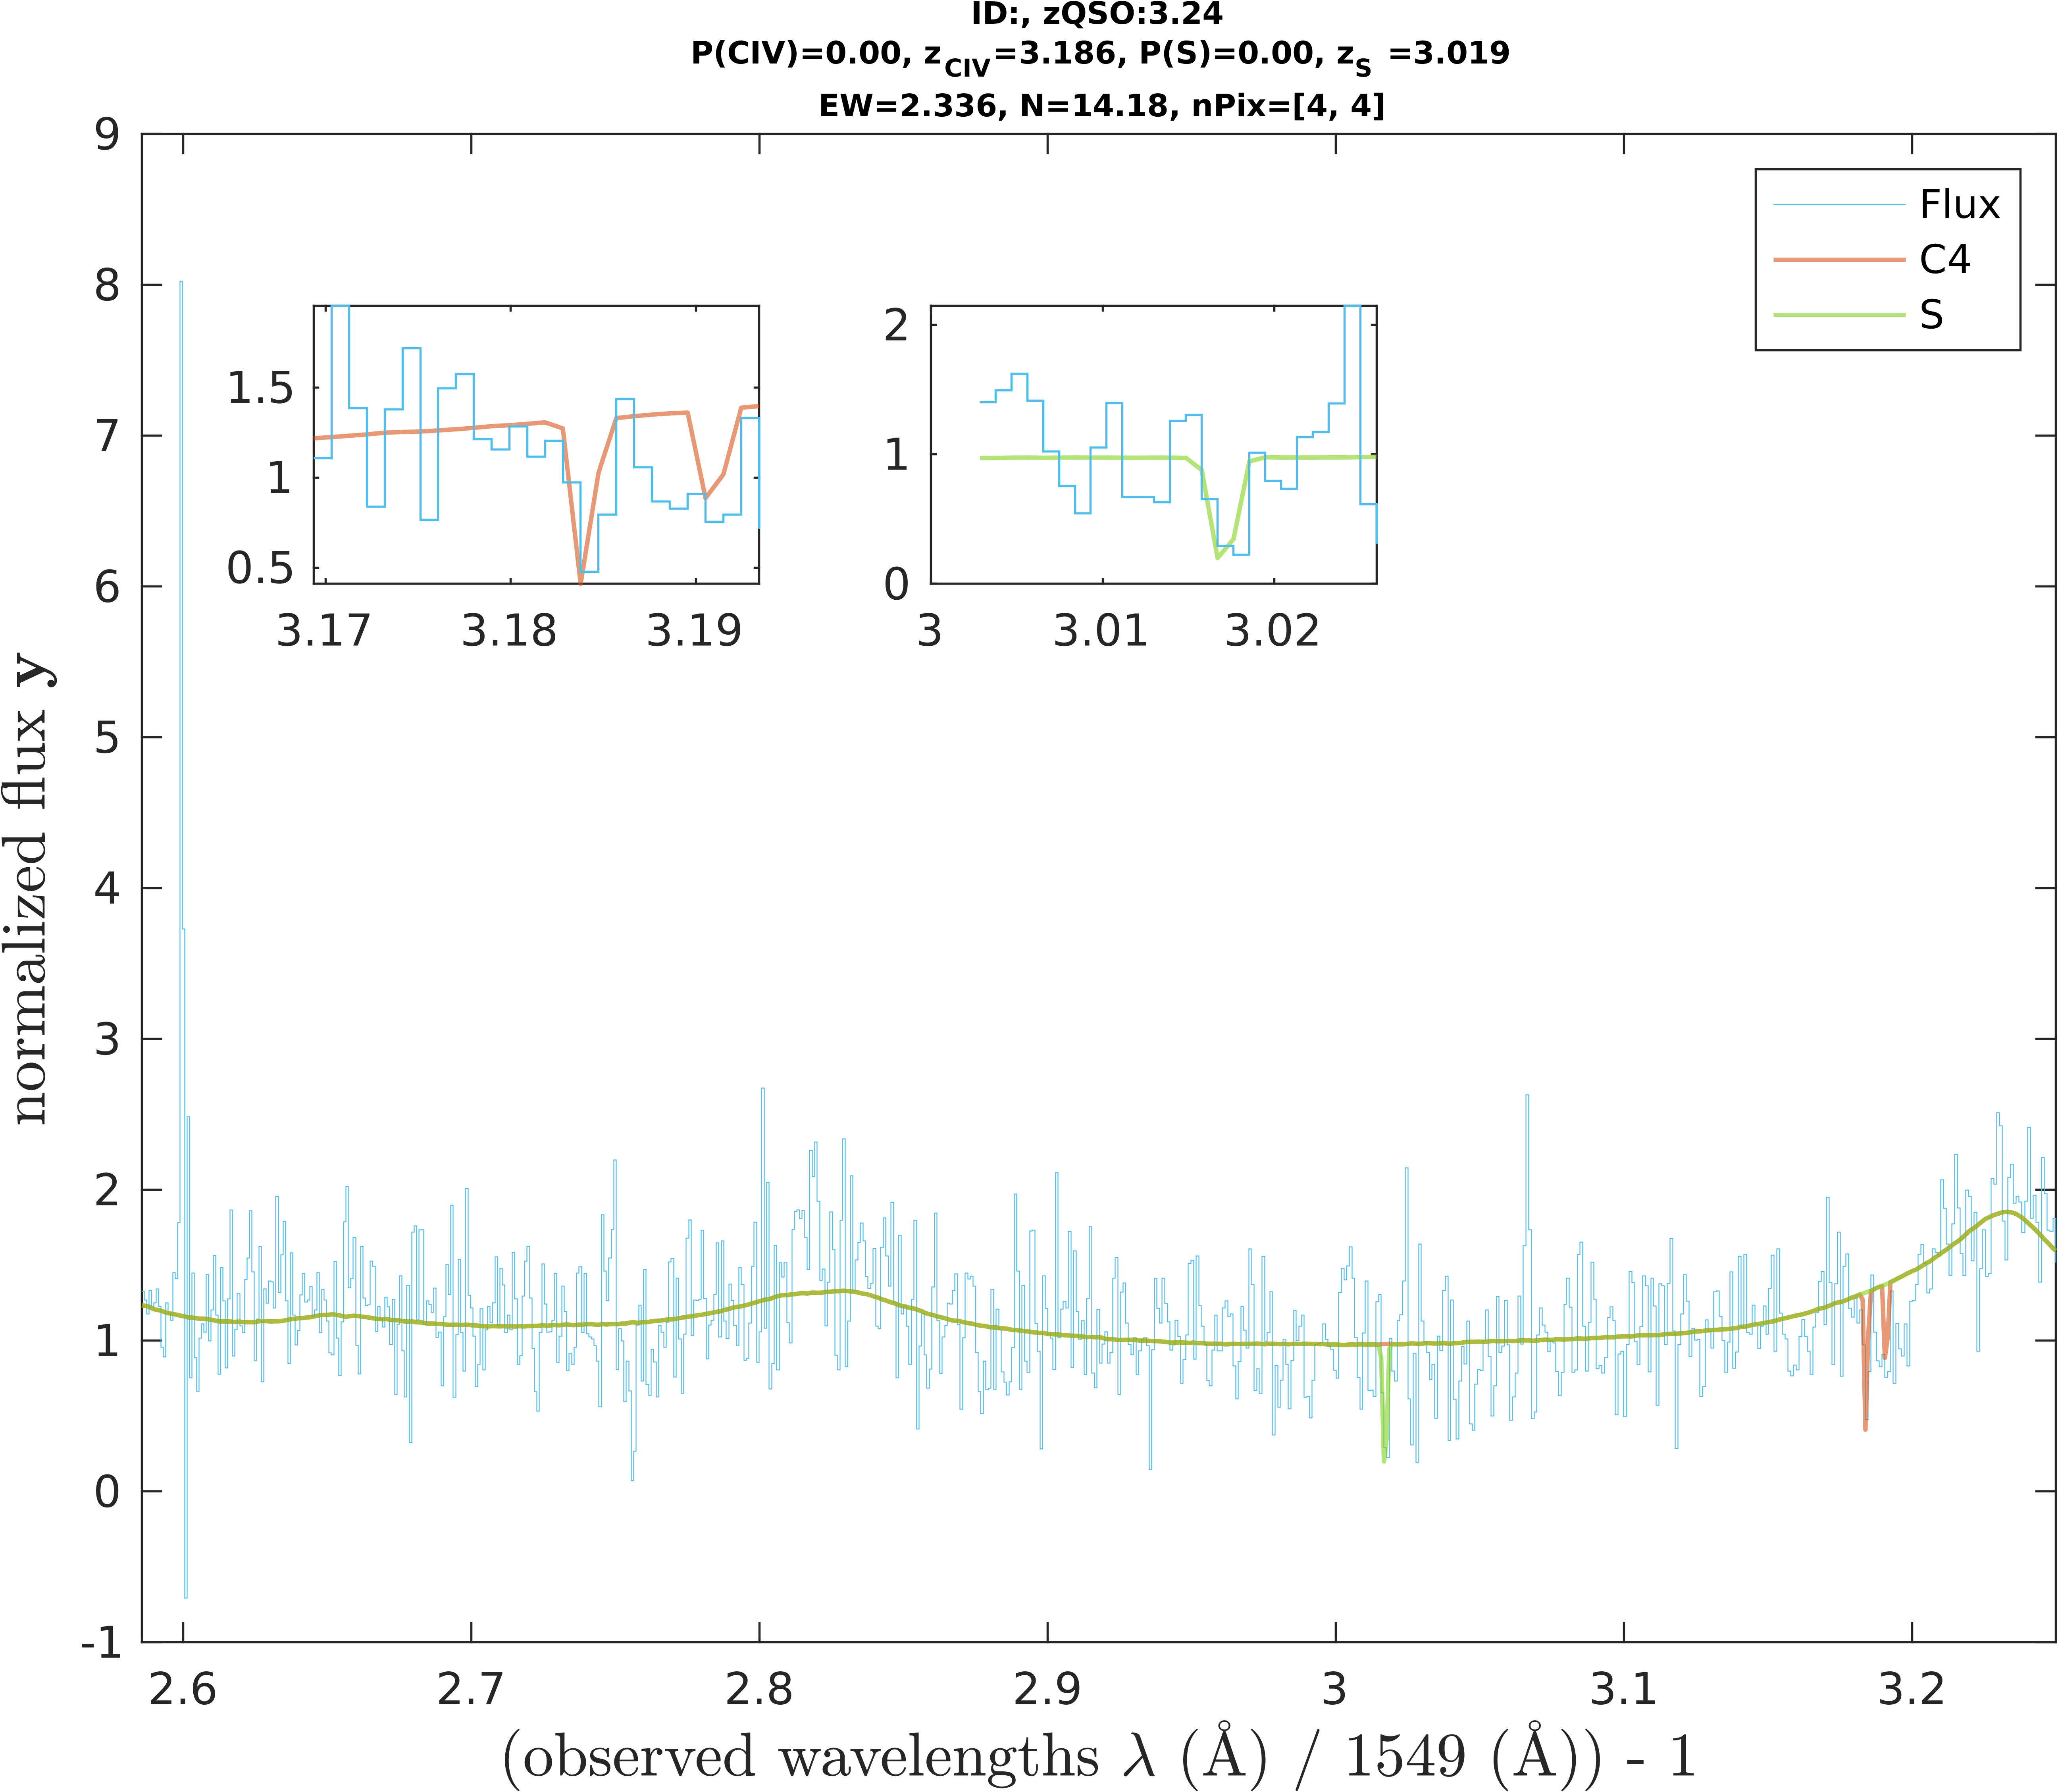 ID:, zQSO:3.24
P(CIV)=0.00, zCIV=3.186, P(S)=0.00, zS =3.019
EW=2.336, N=14.18, nPix=[4, 4]
9
8
7
6
5
4
3
2
1
0
-1
normalized flux y
Flux
C4
S
1.5
1
0.5
3.17 3.18 3.19
2
1
0
3 3.01 3.02
2.6 2.7 2.8 2.9 3 3.1 3.2
(observed wavelengths λ (Å) / 1549 (Å)) - 1